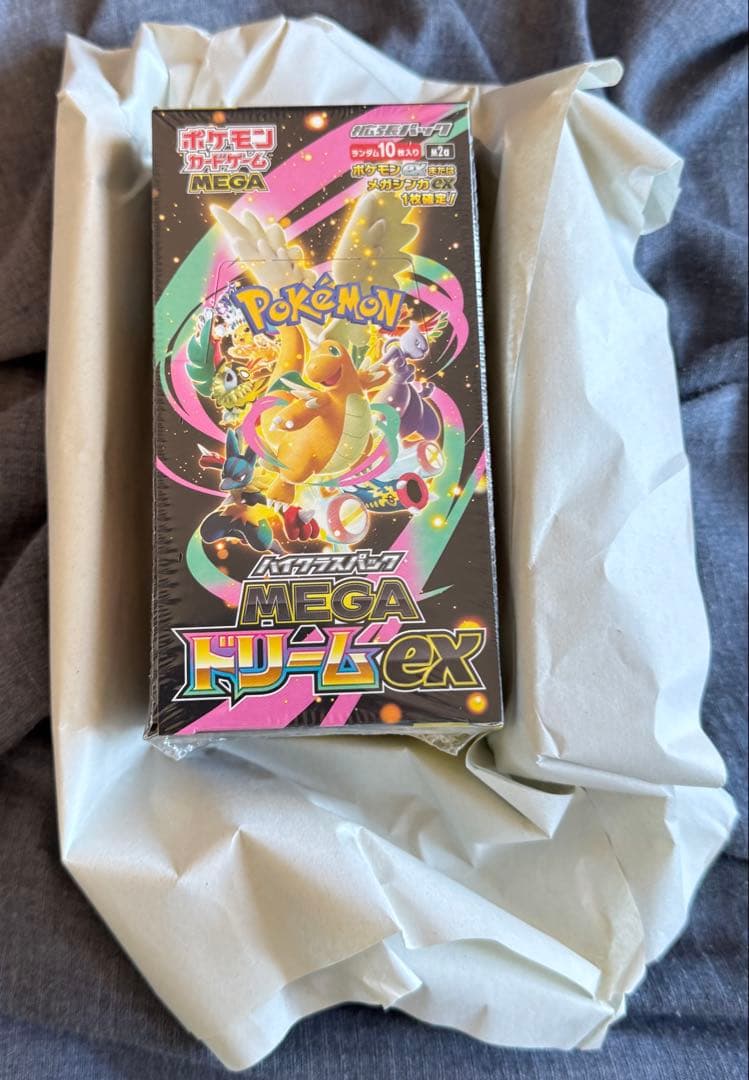 ポケモン
カードゲーム
MEGA
拡張パック
ランダム10枚入り M2a
ポケモンexまたは
メガシンカex
1枚確定!
POKéMON
ハイクラスパック
MEGA
ドリームex